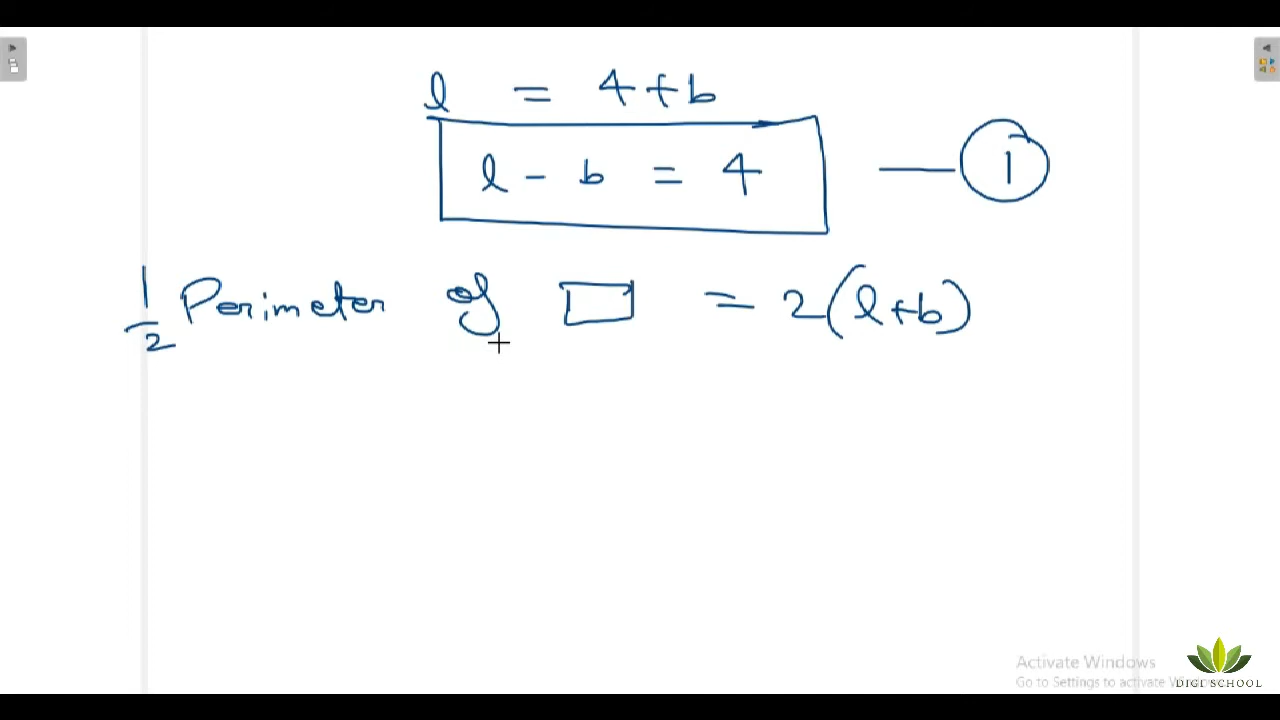 l = 4+b
l - b = 4 —— 1
1/2 Perimeter of ▭ = 2(l+b)
Activate Windows
Go to Settings to activate Windows
DIGI SCHOOL